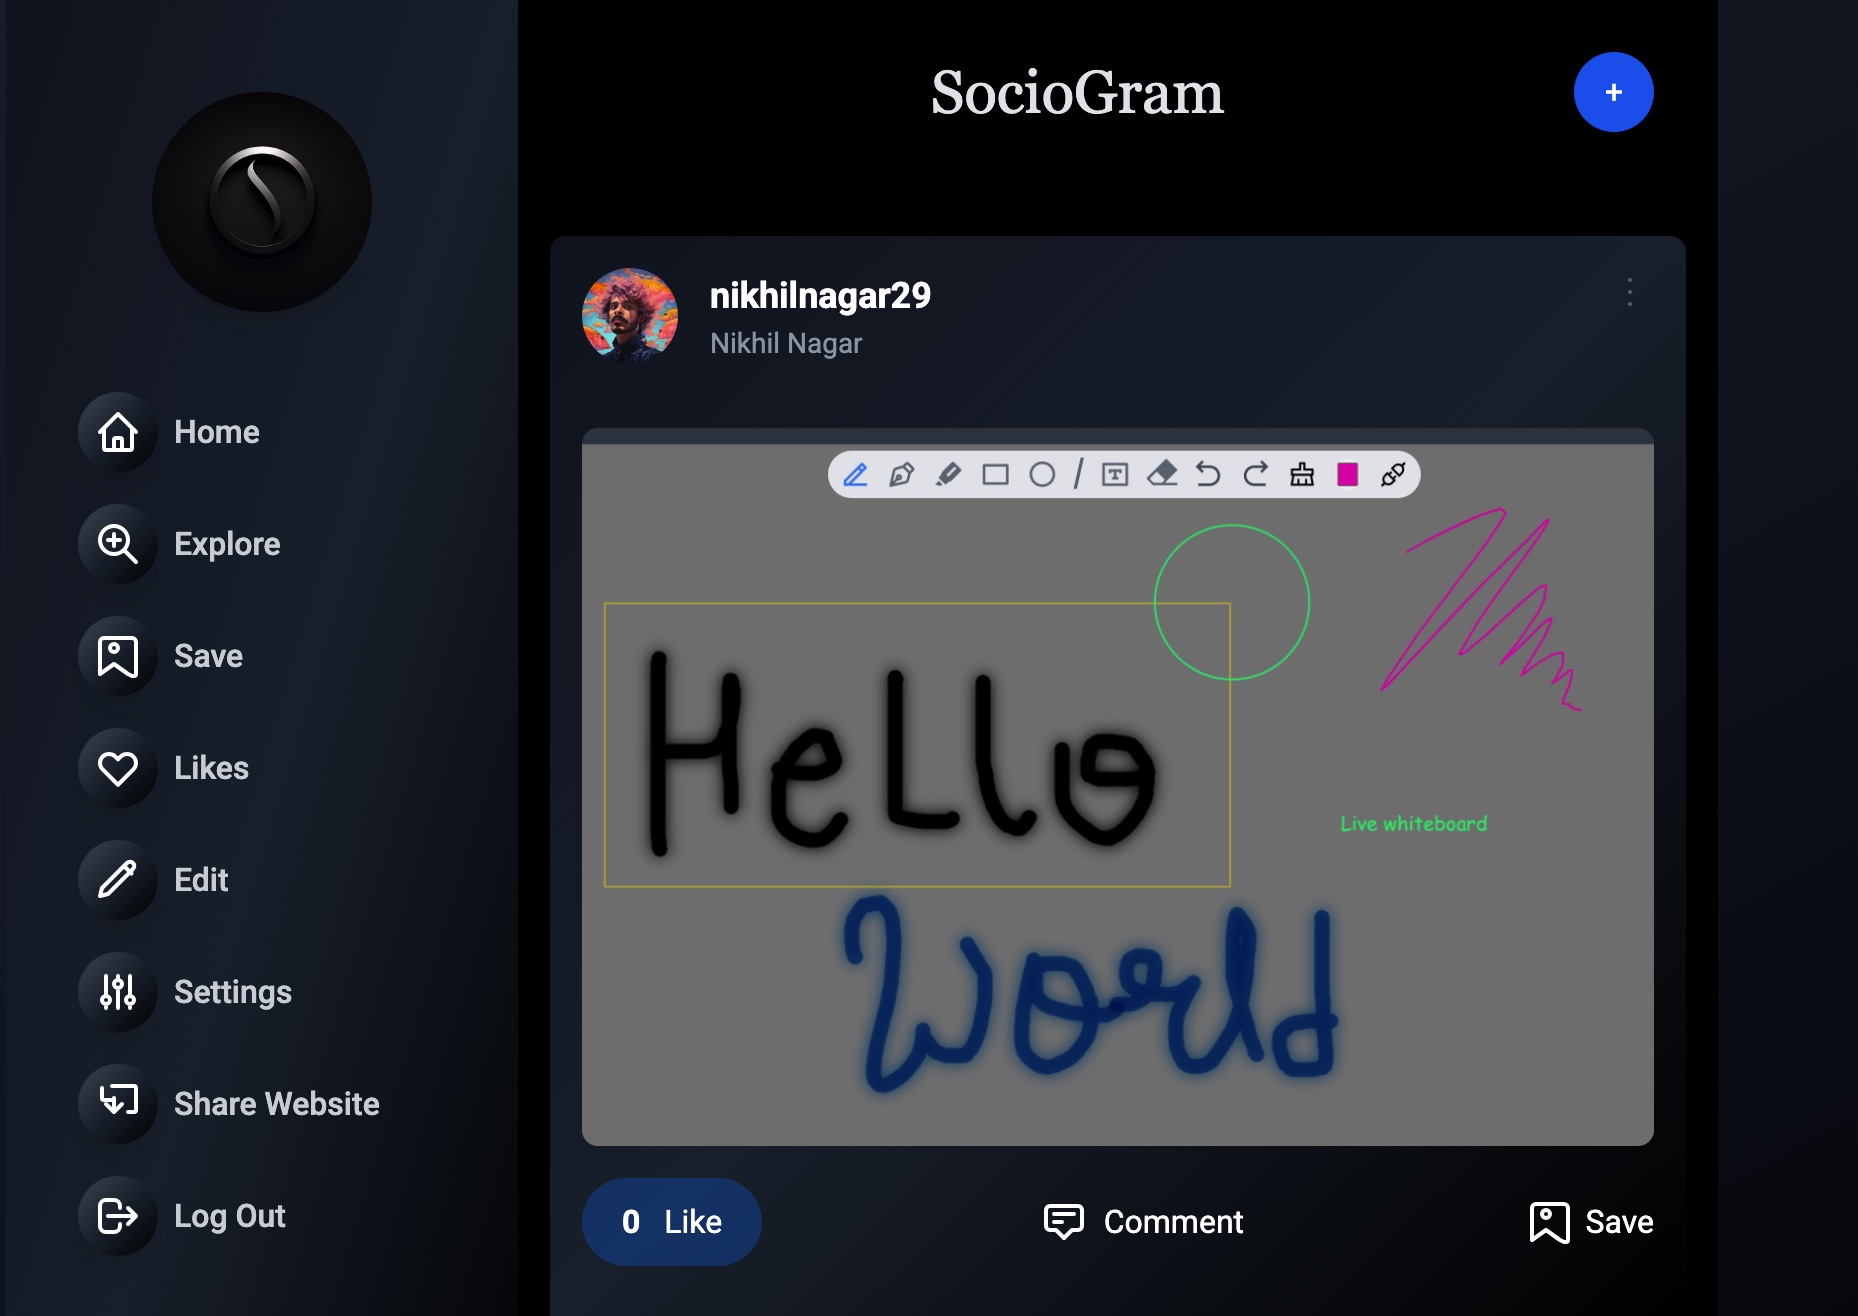 SocioGram
+
Home
Explore
Save
Likes
Edit
Settings
Share Website
Log Out
nikhilnagar29
Nikhil Nagar
T
Hello
World
Live whiteboard
0 Like
Comment
Save